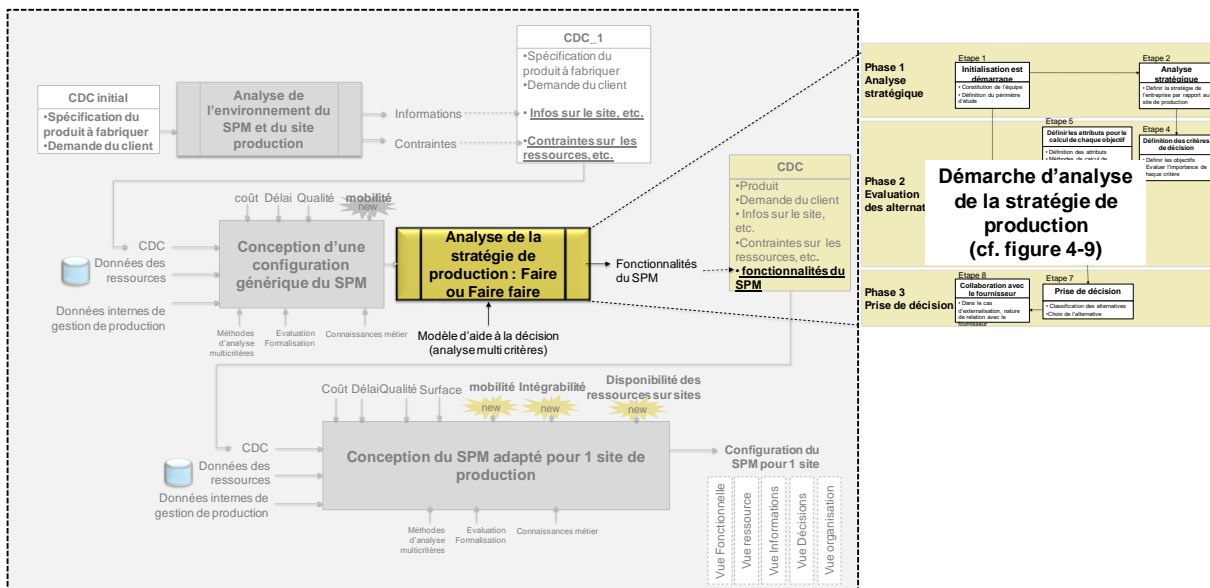 CDC initial
•Spécification du
produit à fabriquer
•Demande du client
Analyse de
l'environnement du
SPM et du site
production
Informations
Contraintes
CDC_1
•Spécification du
produit à fabriquer
•Demande du client
• Infos sur le site, etc.
•Contraintes sur les
ressources, etc.
coût
Délai
Qualité
mobilité
new
CDC
Données des
ressources
Données internes de
gestion de production
Conception d'une
configuration
générique du SPM
Méthodes
d'analyse
multicritères
Evaluation
Formalisation
Connaissances métier
Analyse de la
stratégie de
production : Faire
ou Faire faire
Modèle d'aide à la décision
(analyse multi critères)
Fonctionnalités
du SPM
CDC
•Produit
•Demande du client
• Infos sur le site,
etc.
•Contraintes sur les
ressources, etc.
• fonctionnalités du
SPM
Coût
Délai
Qualité
Surface
mobilité
new
Intégrabilité
new
Disponibilité des
ressources sur sites
new
CDC
Données des
ressources
Données internes de
gestion de production
Conception du SPM adapté pour 1 site de
production
Méthodes
d'analyse
multicritères
Evaluation
Formalisation
Connaissances métier
Configuration du
SPM pour 1 site
Vue Fonctionnelle
Vue ressource
Vue Informations
Vue Décisions
Vue organisation
Phase 1
Analyse
stratégique
Etape 1
Initialisation est
démarrage
• Constitution de l'équipe
• Définition du périmètre
d'étude
Etape 2
Analyse
stratégique
• Définir la stratégie de
l'entreprise par rapport au
site de production
Phase 2
Evaluation
des alternat
Etape 5
Définir les attributs pour le
calcul de chaque objectif
• Définition des attributs
• Méthodes de calcul de
Etape 4
Définition des critères
de décision
• Définir les objectifs
Evaluer l'importance de
chaque critère
Démarche d'analyse
de la stratégie de
production
(cf. figure 4-9)
Phase 3
Prise de décision
Etape 8
Collaboration avec
le fournisseur
• Dans le cas
d'externalisation, nature
de relation avec le
fournisseur
Etape 7
Prise de décision
• Classification des alternatives
•Choix de l'alternative